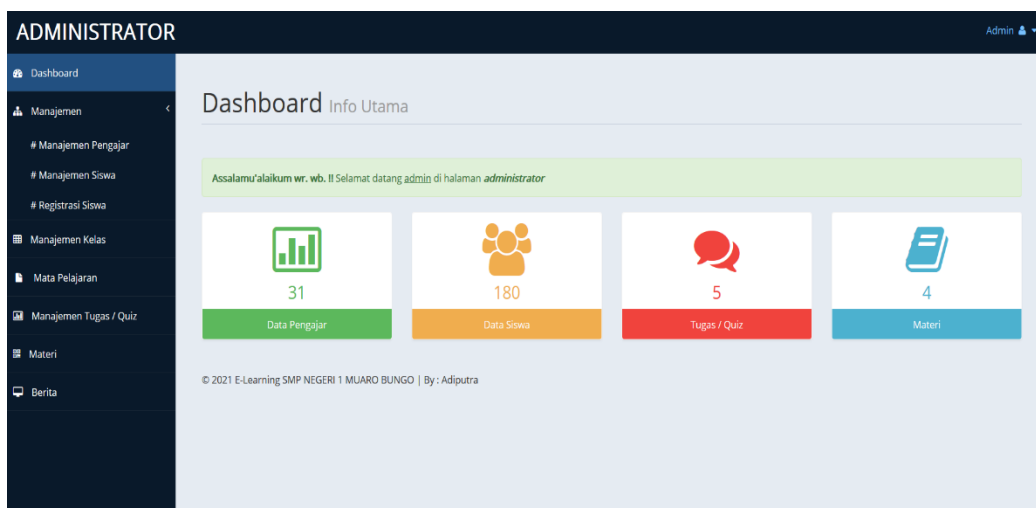 ADMINISTRATOR
Admin
Dashboard
Manajemen
# Manajemen Pengajar
# Manajemen Siswa
# Registrasi Siswa
Manajemen Kelas
Mata Pelajaran
Manajemen Tugas / Quiz
Materi
Berita
Dashboard Info Utama
Assalamu'alaikum wr. wb. !! Selamat datang admin di halaman administrator
31
Data Pengajar
180
Data Siswa
5
Tugas / Quiz
4
Materi
© 2021 E-Learning SMP NEGERI 1 MUARO BUNGO | By : Adiputra